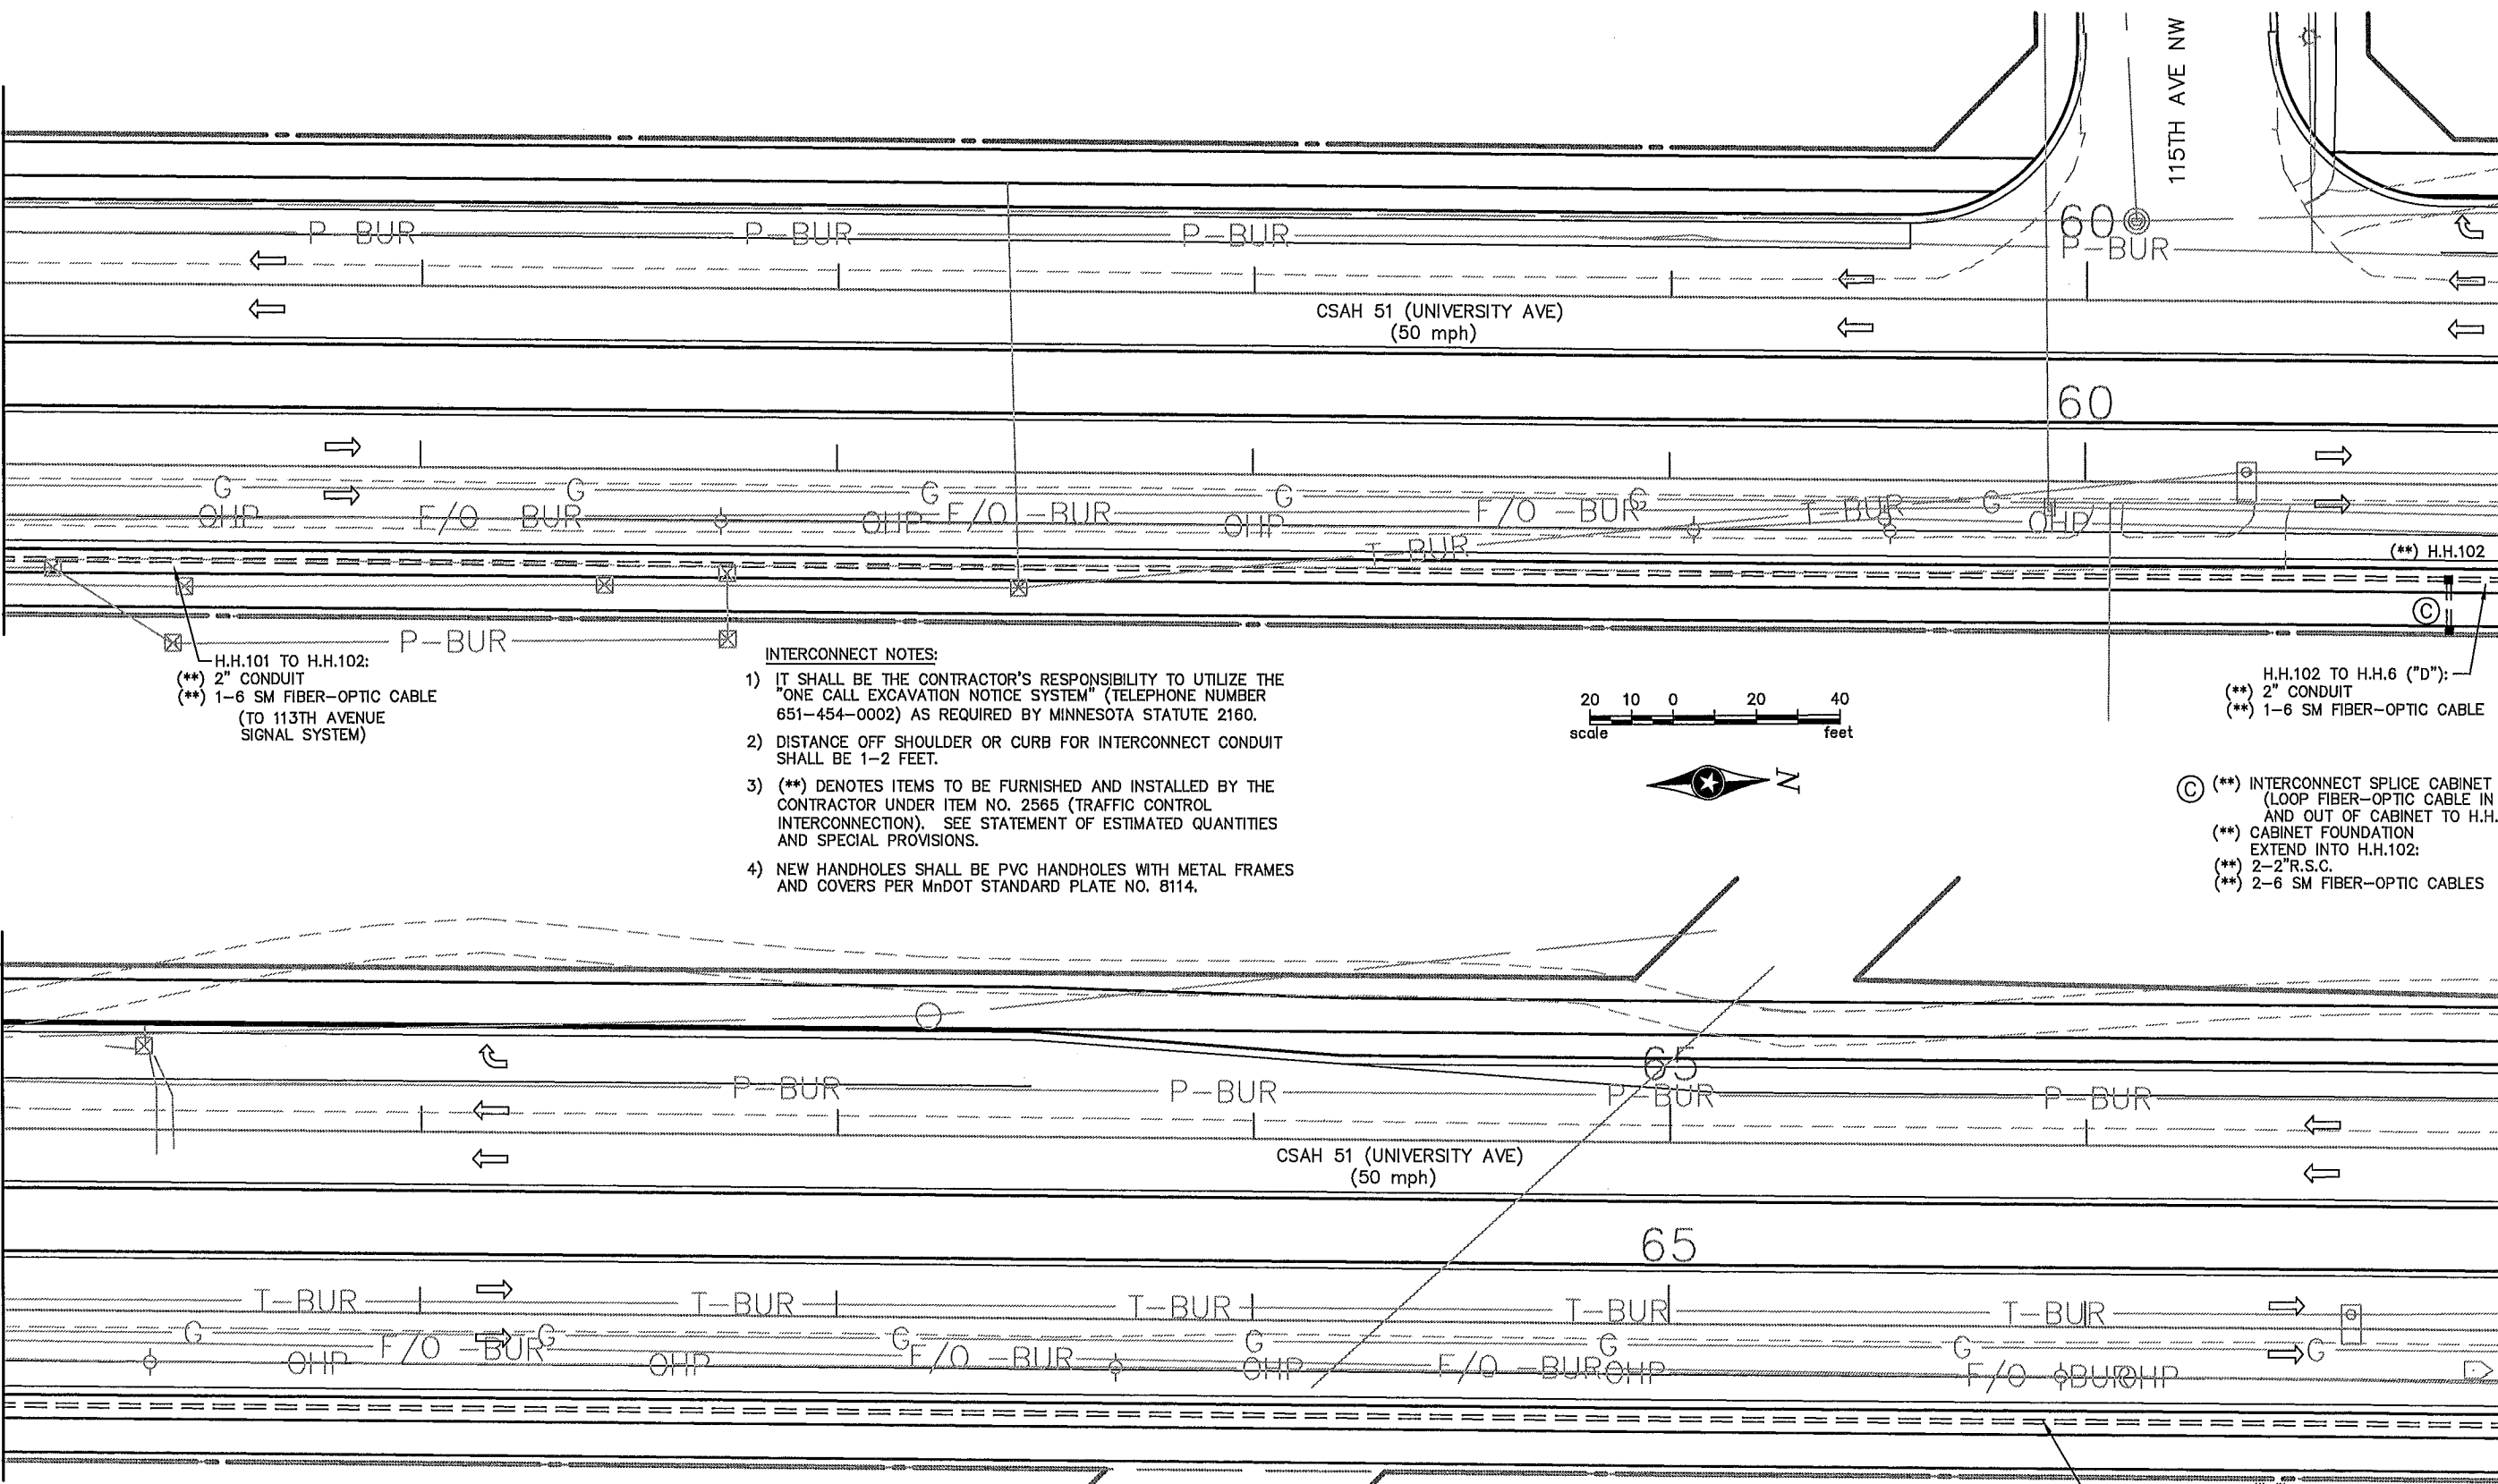 115TH AVE NW
60
P-BUR P-BUR P-BUR P-BUR
CSAH 51 (UNIVERSITY AVE)
(50 mph)
60
G G G G G
OHP F/O -BUR OHP F/O -BUR OHP F/O -BUR T-BUR OHP
T-BUR
(**) H.H.102
C
P-BUR
H.H.101 TO H.H.102:
(**) 2" CONDUIT
(**) 1-6 SM FIBER-OPTIC CABLE
(TO 113TH AVENUE
SIGNAL SYSTEM)
INTERCONNECT NOTES:
1) IT SHALL BE THE CONTRACTOR'S RESPONSIBILITY TO UTILIZE THE
"ONE CALL EXCAVATION NOTICE SYSTEM" (TELEPHONE NUMBER
651-454-0002) AS REQUIRED BY MINNESOTA STATUTE 216D.
2) DISTANCE OFF SHOULDER OR CURB FOR INTERCONNECT CONDUIT
SHALL BE 1-2 FEET.
3) (**) DENOTES ITEMS TO BE FURNISHED AND INSTALLED BY THE
CONTRACTOR UNDER ITEM NO. 2565 (TRAFFIC CONTROL
INTERCONNECTION). SEE STATEMENT OF ESTIMATED QUANTITIES
AND SPECIAL PROVISIONS.
4) NEW HANDHOLES SHALL BE PVC HANDHOLES WITH METAL FRAMES
AND COVERS PER MnDOT STANDARD PLATE NO. 8114.
20 10 0 20 40
scale feet
N
H.H.102 TO H.H.6 ("D"):
(**) 2" CONDUIT
(**) 1-6 SM FIBER-OPTIC CABLE
C (**) INTERCONNECT SPLICE CABINET
(LOOP FIBER-OPTIC CABLE IN
AND OUT OF CABINET TO H.H.
(**) CABINET FOUNDATION
EXTEND INTO H.H.102:
(**) 2-2"R.S.C.
(**) 2-6 SM FIBER-OPTIC CABLES
65
P-BUR P-BUR P-BUR P-BUR
CSAH 51 (UNIVERSITY AVE)
(50 mph)
65
T-BUR T-BUR T-BUR T-BUR T-BUR
G G G G G G G
F/O -BUR F/O -BUR F/O -BUR F/O -BUR
OHP OHP OHP OHP OHP